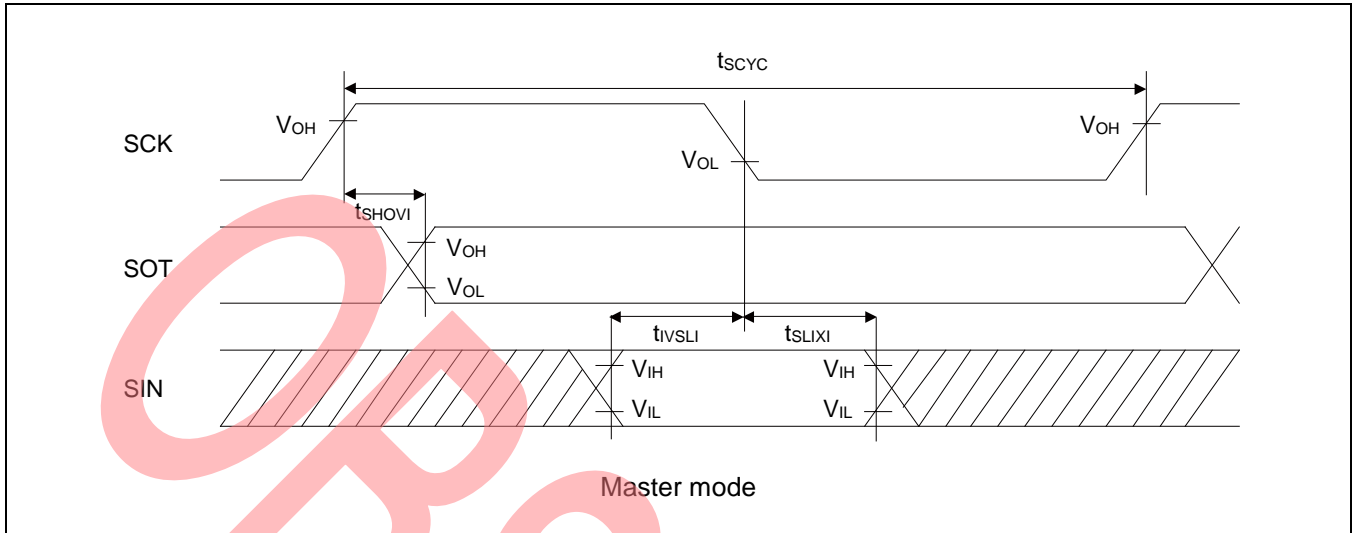 tSCYC
VOH
VOH
SCK
VOL
tSHOVI
VOH
SOT
VOL
tIVSLI
tSLIXI
VIH
VIH
SIN
VIL
VIL
Master mode